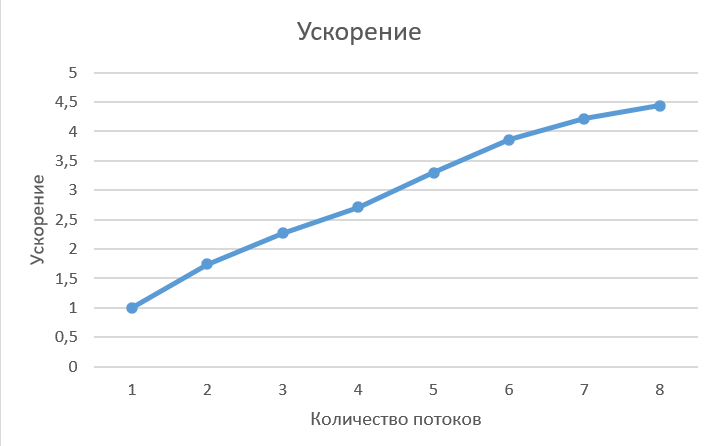 Ускорение
5
4,5
4
3,5
3
2,5
2
1,5
1
0,5
0
Ускорение
1 2 3 4 5 6 7 8
Количество потоков